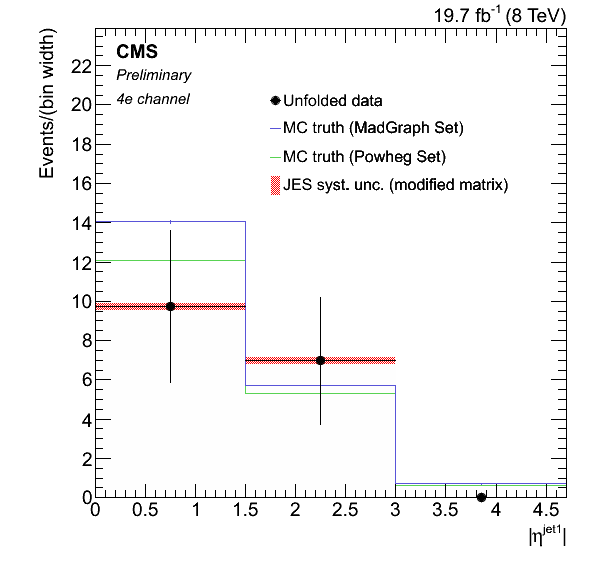 19.7 fb⁻¹ (8 TeV)
Events/(bin width)
CMS
Preliminary
4e channel
Unfolded data
MC truth (MadGraph Set)
MC truth (Powheg Set)
JES syst. unc. (modified matrix)
22
20
18
16
14
12
10
8
6
4
2
0
0 0.5 1 1.5 2 2.5 3 3.5 4 4.5
|η^jet1|